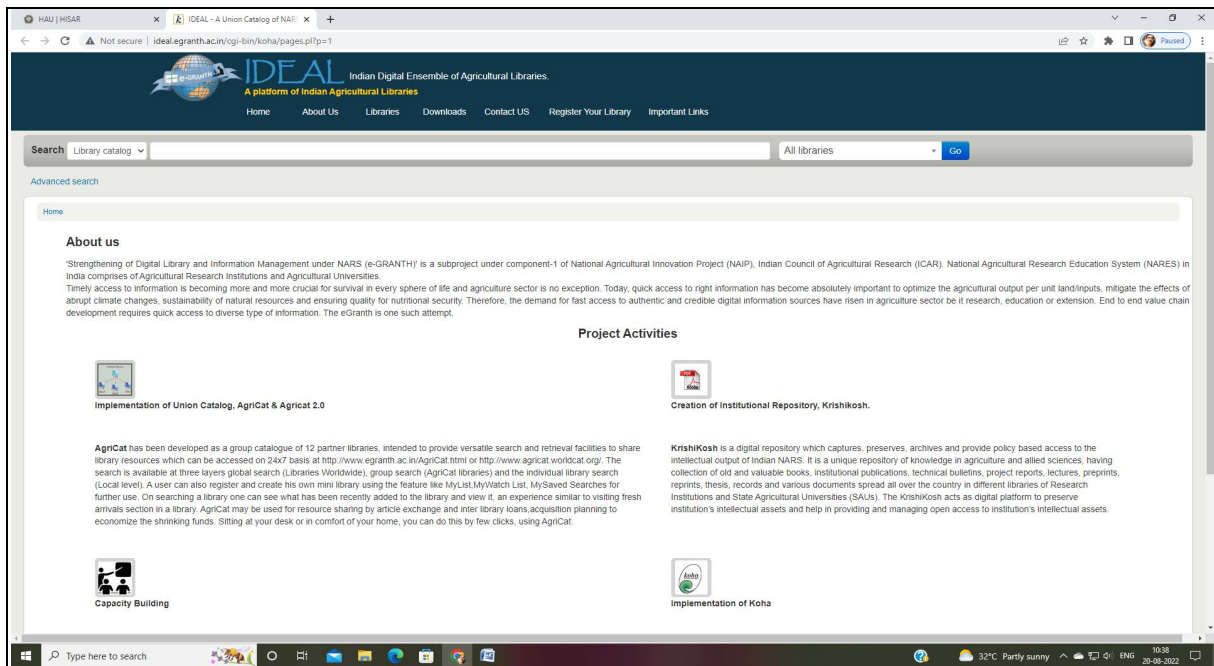 HAU | HISAR
IDEAL - A Union Catalog of NAR
Not secure | ideal.egranth.ac.in/cgi-bin/koha/pages.pl?p=1
Paused
e-GRANTH
IDEAL Indian Digital Ensemble of Agricultural Libraries.
A platform of Indian Agricultural Libraries
Home About Us Libraries Downloads Contact US Register Your Library Important Links
Search Library catalog All libraries Go
Advanced search
Home
About us
'Strengthening of Digital Library and Information Management under NARS (e-GRANTH)' is a subproject under component-1 of National Agricultural Innovation Project (NAIP), Indian Council of Agricultural Research (ICAR). National Agricultural Research Education System (NARES) in
India comprises of Agricultural Research Institutions and Agricultural Universities.
Timely access to information is becoming more and more crucial for survival in every sphere of life and agriculture sector is no exception. Today, quick access to right information has become absolutely important to optimize the agricultural output per unit land/inputs, mitigate the effects of
abrupt climate changes, sustainability of natural resources and ensuring quality for nutritional security. Therefore, the demand for fast access to authentic and credible digital information sources have risen in agriculture sector be it research, education or extension. End to end value chain
development requires quick access to diverse type of information. The eGranth is one such attempt.
Project Activities
Implementation of Union Catalog, AgriCat & Agricat 2.0
AgriCat has been developed as a group catalogue of 12 partner libraries, intended to provide versatile search and retrieval facilities to share
library resources which can be accessed on 24x7 basis at http://www.egranth.ac.in/AgriCat.html or http://www.agricat.worldcat.org/. The
search is available at three layers global search (Libraries Worldwide), group search (AgriCat libraries) and the individual library search
(Local level). A user can also register and create his own mini library using the feature like MyList,MyWatch List, MySaved Searches for
further use. On searching a library one can see what has been recently added to the library and view it, an experience similar to visiting fresh
arrivals section in a library. AgriCat may be used for resource sharing by article exchange and inter library loans,acquisition planning to
economize the shrinking funds. Sitting at your desk or in comfort of your home, you can do this by few clicks, using AgriCat.
PDF
Adobe
Creation of Institutional Repository, Krishikosh.
KrishiKosh is a digital repository which captures, preserves, archives and provide policy based access to the
intellectual output of Indian NARS. It is a unique repository of knowledge in agriculture and allied sciences, having
collection of old and valuable books, institutional publications, technical bulletins, project reports, lectures, preprints,
reprints, thesis, records and various documents spread all over the country in different libraries of Research
Institutions and State Agricultural Universities (SAUs). The KrishiKosh acts as digital platform to preserve
institution's intellectual assets and help in providing and managing open access to institution's intellectual assets.
Capacity Building
koha
Implementation of Koha
Type here to search
32°C Partly sunny ENG
10:38
20-08-2022